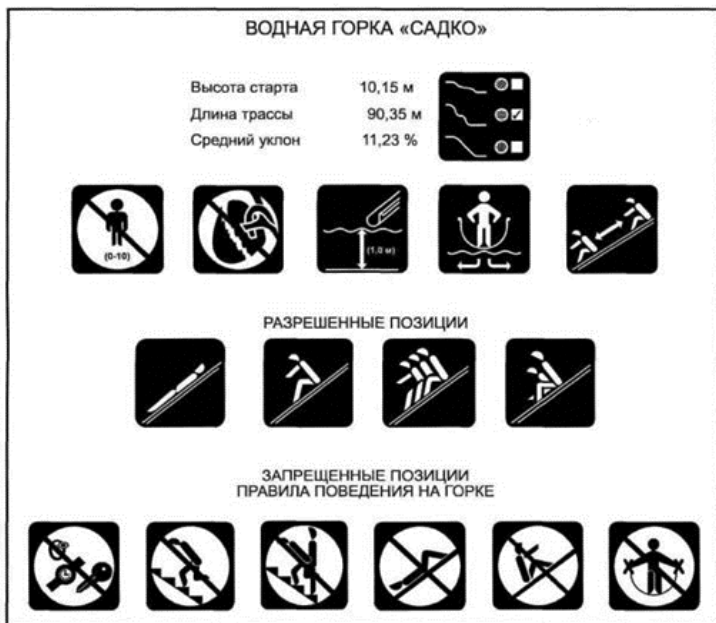 ВОДНАЯ ГОРКА «САДКО»
Высота старта 10,15 м
Длина трассы 90,35 м
Средний уклон 11,23 %
(0-10)
(1,0 м)
РАЗРЕШЕННЫЕ ПОЗИЦИИ
ЗАПРЕЩЕННЫЕ ПОЗИЦИИ
ПРАВИЛА ПОВЕДЕНИЯ НА ГОРКЕ